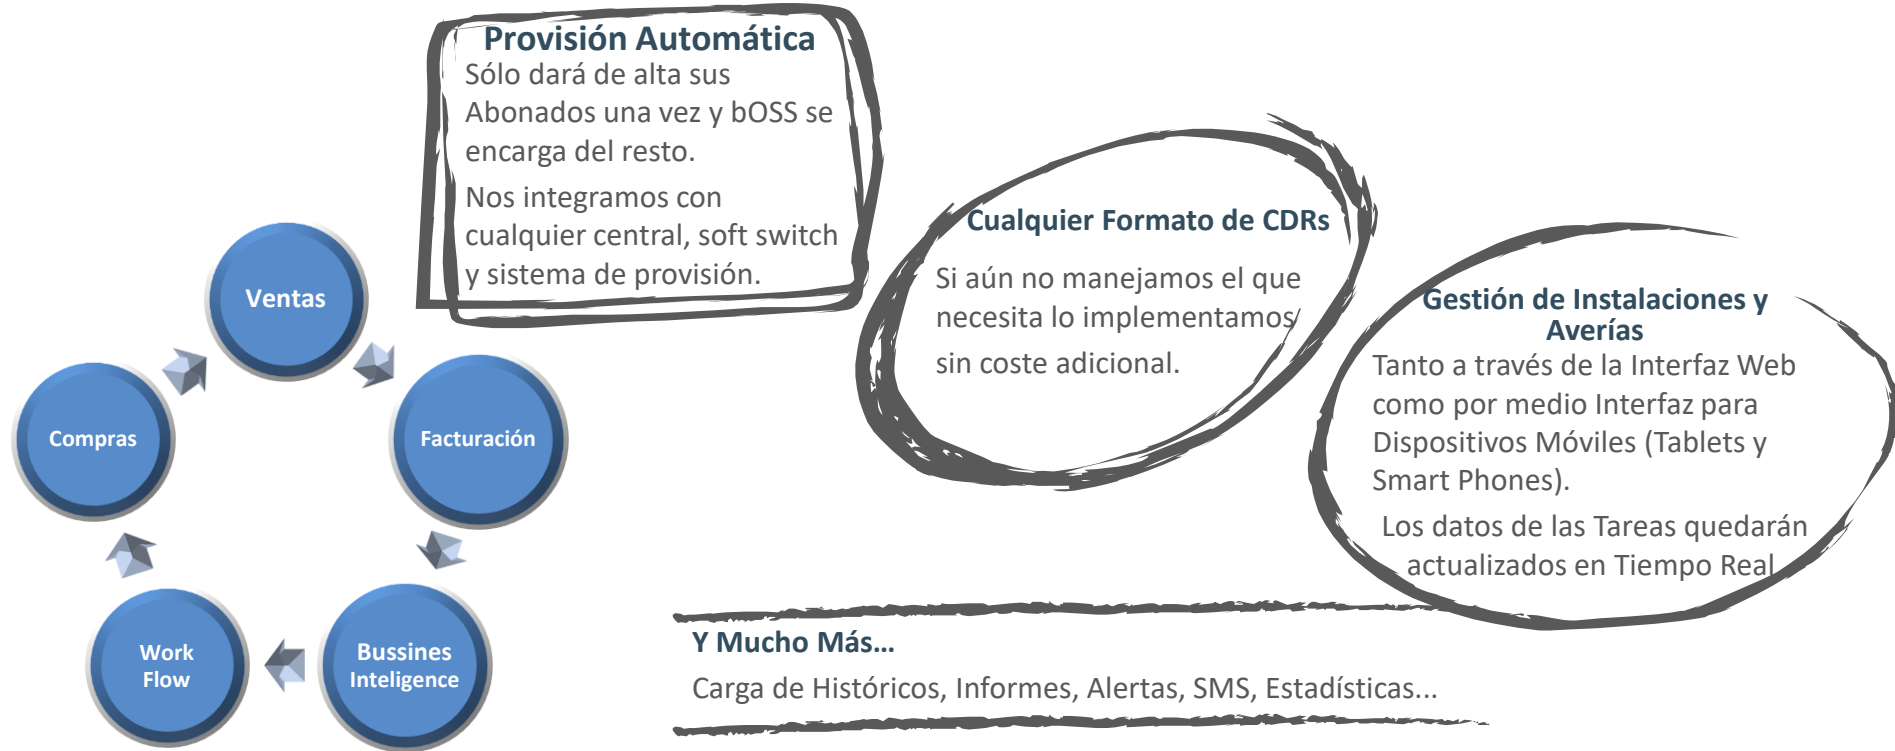 Provisión Automática
Sólo dará de alta sus
Abonados una vez y bOSS se
encarga del resto.
Nos integramos con
cualquier central, soft switch
y sistema de provisión.
Cualquier Formato de CDRs
Si aún no manejamos el que
necesita lo implementamos
sin coste adicional.
Gestión de Instalaciones y
Averías
Tanto a través de la Interfaz Web
como por medio Interfaz para
Dispositivos Móviles (Tablets y
Smart Phones).
Los datos de las Tareas quedarán
actualizados en Tiempo Real
Ventas
Facturación
Bussines
Inteligence
Work
Flow
Compras
Y Mucho Más...
Carga de Históricos, Informes, Alertas, SMS, Estadísticas...